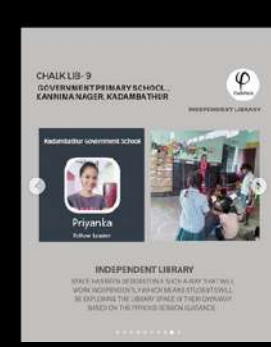 CHALK LIB- 9
GOVERNMENT PRIMARY SCHOOL,
KANNINA NAGER, KADAMBATHUR
INDEPENDENT LIBRARY
Kadambathur Government School
Priyanka
Fellow Leader
INDEPENDENT LIBRARY
SPACE HAS BEEN DESIGNED IN A SUCH A WAY THAT WILL
WORK INDEPENDENTLY WHICH MEANS STUDENTS WILL
BE EXPLORING THE LIBRARY SPACE IN THEIR OWN WAY
BASED ON THE PREVIOUS SESSION GUIDANCE